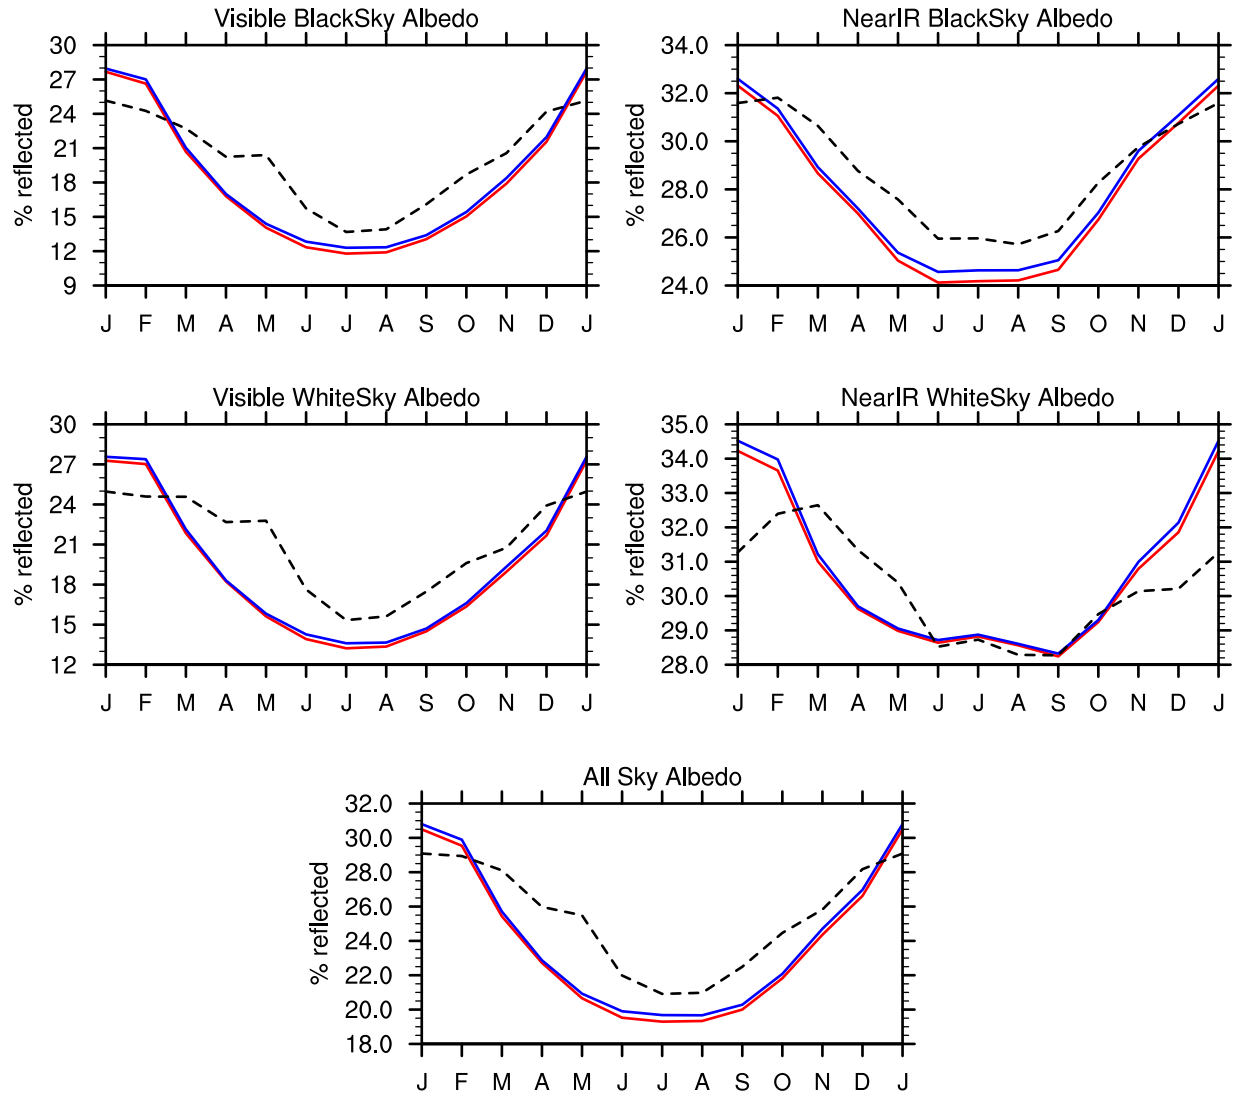 Visible BlackSky Albedo
% reflected
30
27
24
21
18
15
12
9
J F M A M J J A S O N D J
NearIR BlackSky Albedo
% reflected
34.0
32.0
30.0
28.0
26.0
24.0
J F M A M J J A S O N D J
Visible WhiteSky Albedo
% reflected
30
27
24
21
18
15
12
J F M A M J J A S O N D J
NearIR WhiteSky Albedo
% reflected
35.0
34.0
33.0
32.0
31.0
30.0
29.0
28.0
J F M A M J J A S O N D J
All Sky Albedo
% reflected
32.0
30.0
28.0
26.0
24.0
22.0
20.0
18.0
J F M A M J J A S O N D J